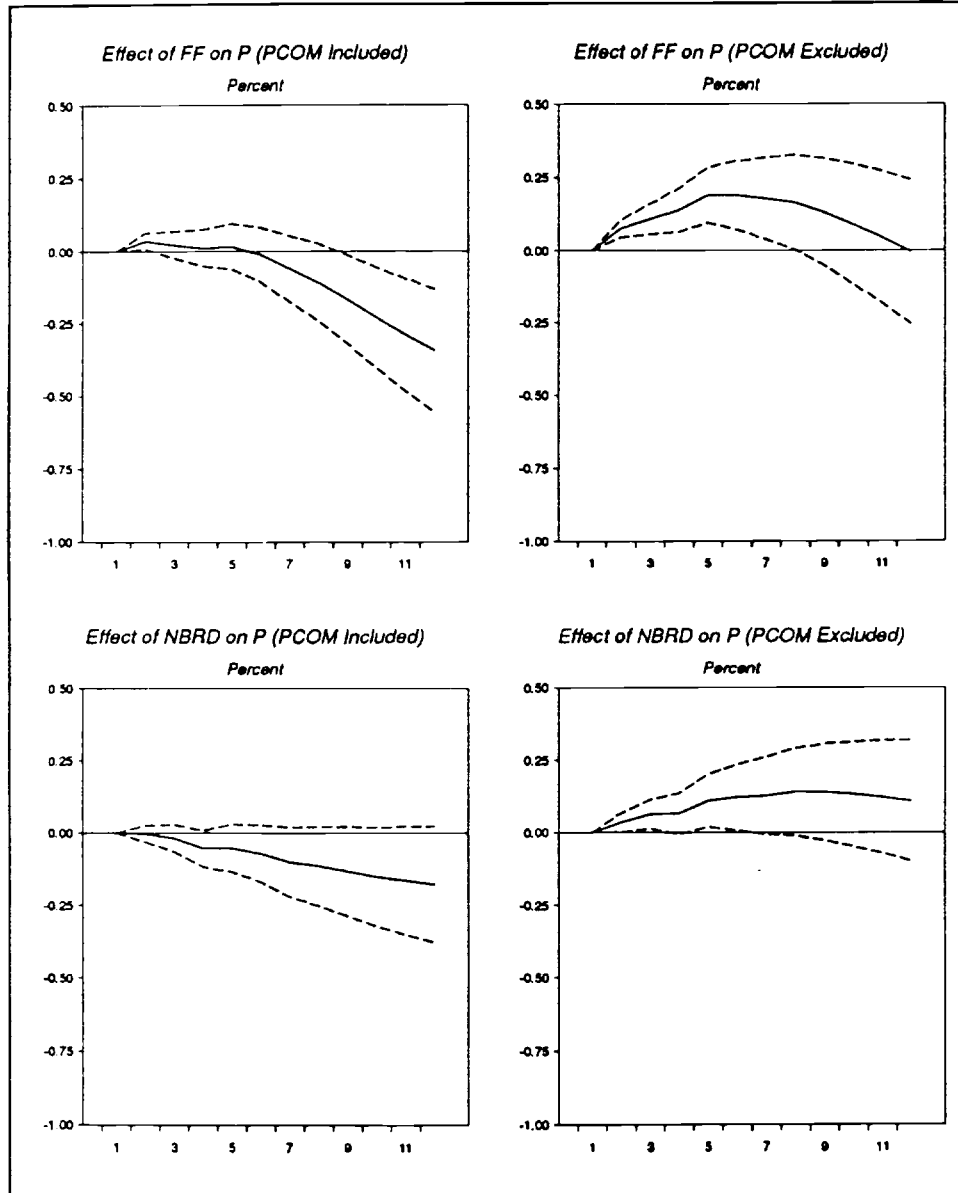 Effect of FF on P (PCOM Included)
Percent
0.50
0.25
0.00
-0.25
-0.50
-0.75
-1.00
1 3 5 7 9 11
Effect of FF on P (PCOM Excluded)
Percent
0.50
0.25
0.00
-0.25
-0.50
-0.75
-1.00
1 3 5 7 9 11
Effect of NBRD on P (PCOM Included)
Percent
0.50
0.25
0.00
-0.25
-0.50
-0.75
-1.00
1 3 5 7 9 11
Effect of NBRD on P (PCOM Excluded)
Percent
0.50
0.25
0.00
-0.25
-0.50
-0.75
-1.00
1 3 5 7 9 11